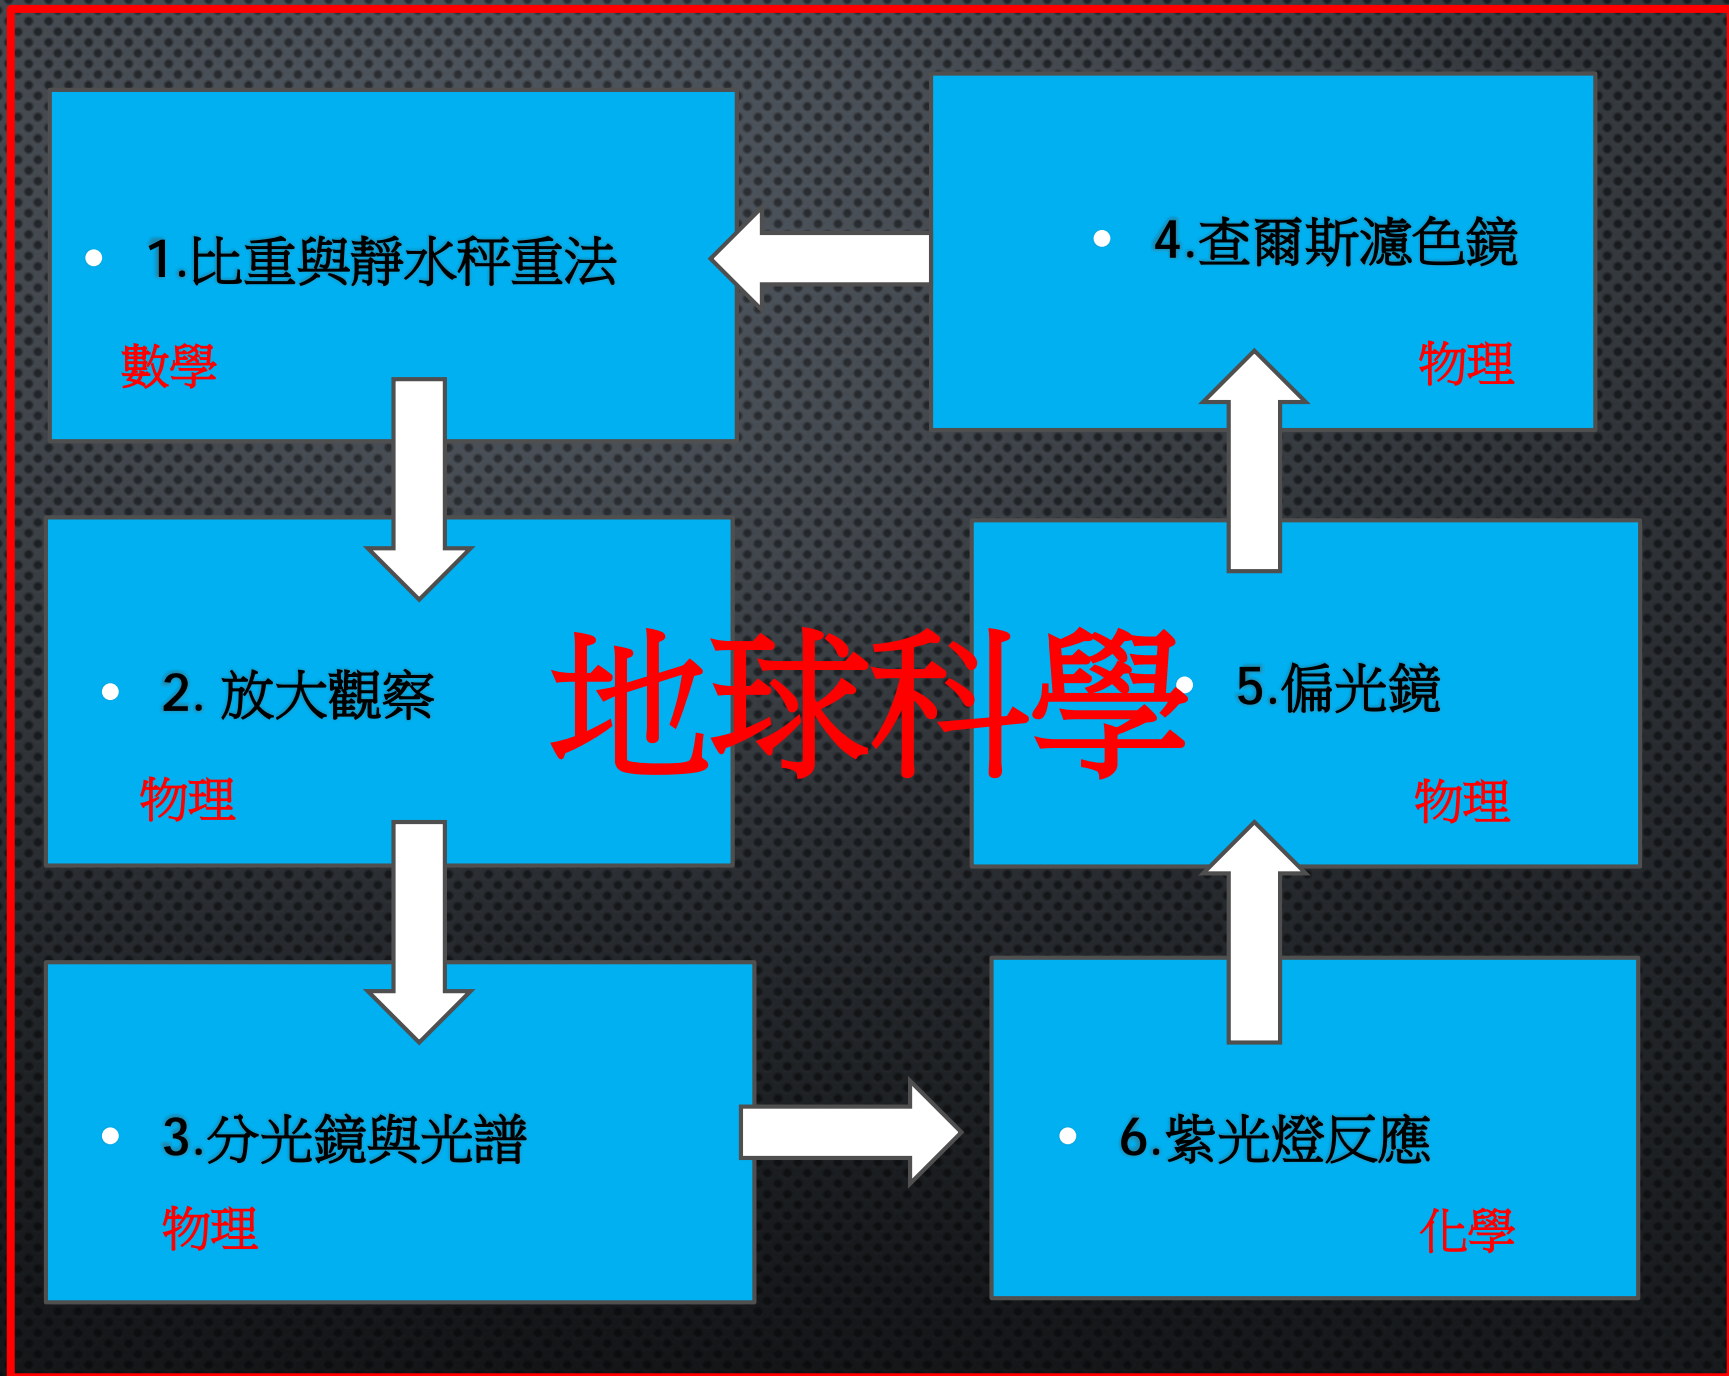 1.比重與靜水秤重法
數學
4.查爾斯濾色鏡
物理
2. 放大觀察
物理
地球科學
5.偏光鏡
物理
3.分光鏡與光譜
物理
6.紫光燈反應
化學